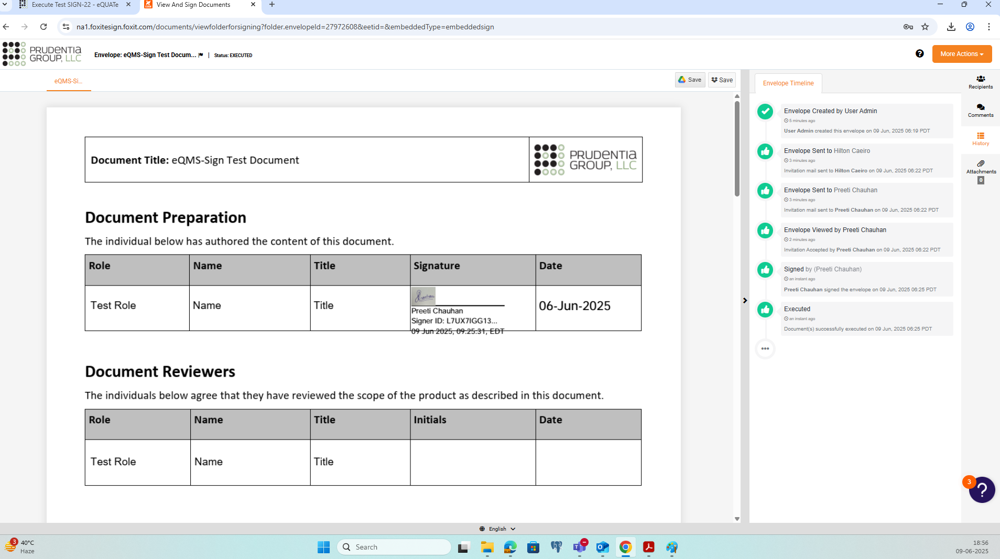 Execute Test SIGN-22 - eQUATe
View And Sign Documents
na1.foxitesign.foxit.com/documents/viewfolderforsigning?folder.envelopeId=27972608&eetid=&embeddedType=embeddedsign
PRUDENTIA
GROUP, LLC
Envelope: eQMS-Sign Test Docum... | Status: EXECUTED
More Actions
eQMS-Si...
Save
Save
Document Title: eQMS-Sign Test Document
PRUDENTIA
GROUP, LLC
Document Preparation
The individual below has authored the content of this document.
Role Name Title Signature Date
Test Role Name Title 06-Jun-2025
Preeti Chauhan
Signer ID: L7UX7IGG13...
09 Jun 2025, 09:25:31, EDT
Document Reviewers
The individuals below agree that they have reviewed the scope of the product as described in this document.
Role Name Title Initials Date
Test Role Name Title
Envelope Timeline
Envelope Created by User Admin
5 minutes ago
User Admin created this envelope on 09 Jun, 2025 06:19 PDT
Envelope Sent to Hilton Caeiro
3 minutes ago
Invitation mail sent to Hilton Caeiro on 09 Jun, 2025 06:22 PDT
Envelope Sent to Preeti Chauhan
3 minutes ago
Invitation mail sent to Preeti Chauhan on 09 Jun, 2025 06:22 PDT
Envelope Viewed by Preeti Chauhan
2 minutes ago
Invitation Accepted by Preeti Chauhan on 09 Jun, 2025 06:22 PDT
Signed by (Preeti Chauhan)
an instant ago
Preeti Chauhan signed the envelope on 09 Jun, 2025 06:25 PDT
Executed
an instant ago
Document(s) successfully executed on 09 Jun, 2025 06:25 PDT
Recipients
Comments
History
Attachments
0
3
?
English
3
40°C
Haze
Search
18:56
09-06-2025